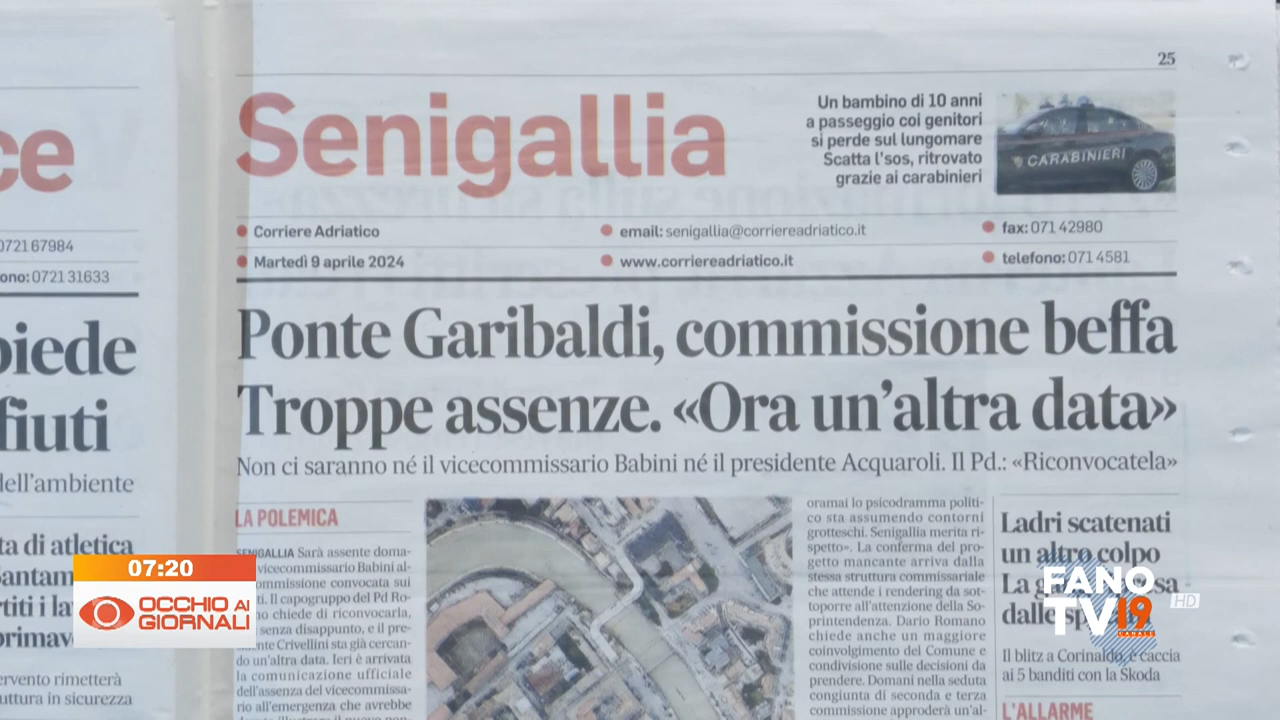 25
Senigallia
Un bambino di 10 anni
a passeggio coi genitori
si perde sul lungomare
Scatta l'sos, ritrovato
grazie ai carabinieri
CARABINIERI
Corriere Adriatico
email: senigallia@corriereadriatico.it
fax: 071 42980
Martedì 9 aprile 2024
www.corriereadriatico.it
telefono: 071 4581
Ponte Garibaldi, commissione beffa
Troppe assenze. «Ora un'altra data»
Non ci saranno né il vicecommissario Babini né il presidente Acquaroli. Il Pd.: «Riconvocatela»
LA POLEMICA
SENIGALLIA Sarà assente doma-
vicecommissario Babini al-
ommissione convocata sui
i. Il capogruppo del Pd Ro-
o chiede di riconvocarla,
senza disappunto, e il pre-
nte Crivellini sta già cercan-
do un'altra data. Ieri è arrivata
la comunicazione ufficiale
dell'assenza del vicecommissa-
rio all'emergenza che avrebbe
oramai lo psicodramma politi-
co sta assumendo contorni
grotteschi. Senigallia merita ri-
spetto». La conferma del pro-
getto mancante arriva dalla
stessa struttura commissariale
che attende i rendering da sot-
toporre all'attenzione della So-
printendenza. Dario Romano
chiede anche un maggiore
coinvolgimento del Comune e
condivisione sulle decisioni da
prendere. Domani nella seduta
congiunta di seconda e terza
commissione approderà un'al-
Ladri scatenati
un altro colpo
La
dalle
Il blitz a Corinaldo, è caccia
ai 5 banditi con la Skoda
L'ALLARME
ce
0721 67984
ono: 0721 31633
piede
fiuti
dell'ambiente
ta di atletica
Santam
titi i la
primav
ervento rimetterà
uttura in sicurezza
07:20
OCCHIO AI
GIORNALI
FANO
TV 19
CANALE
HD